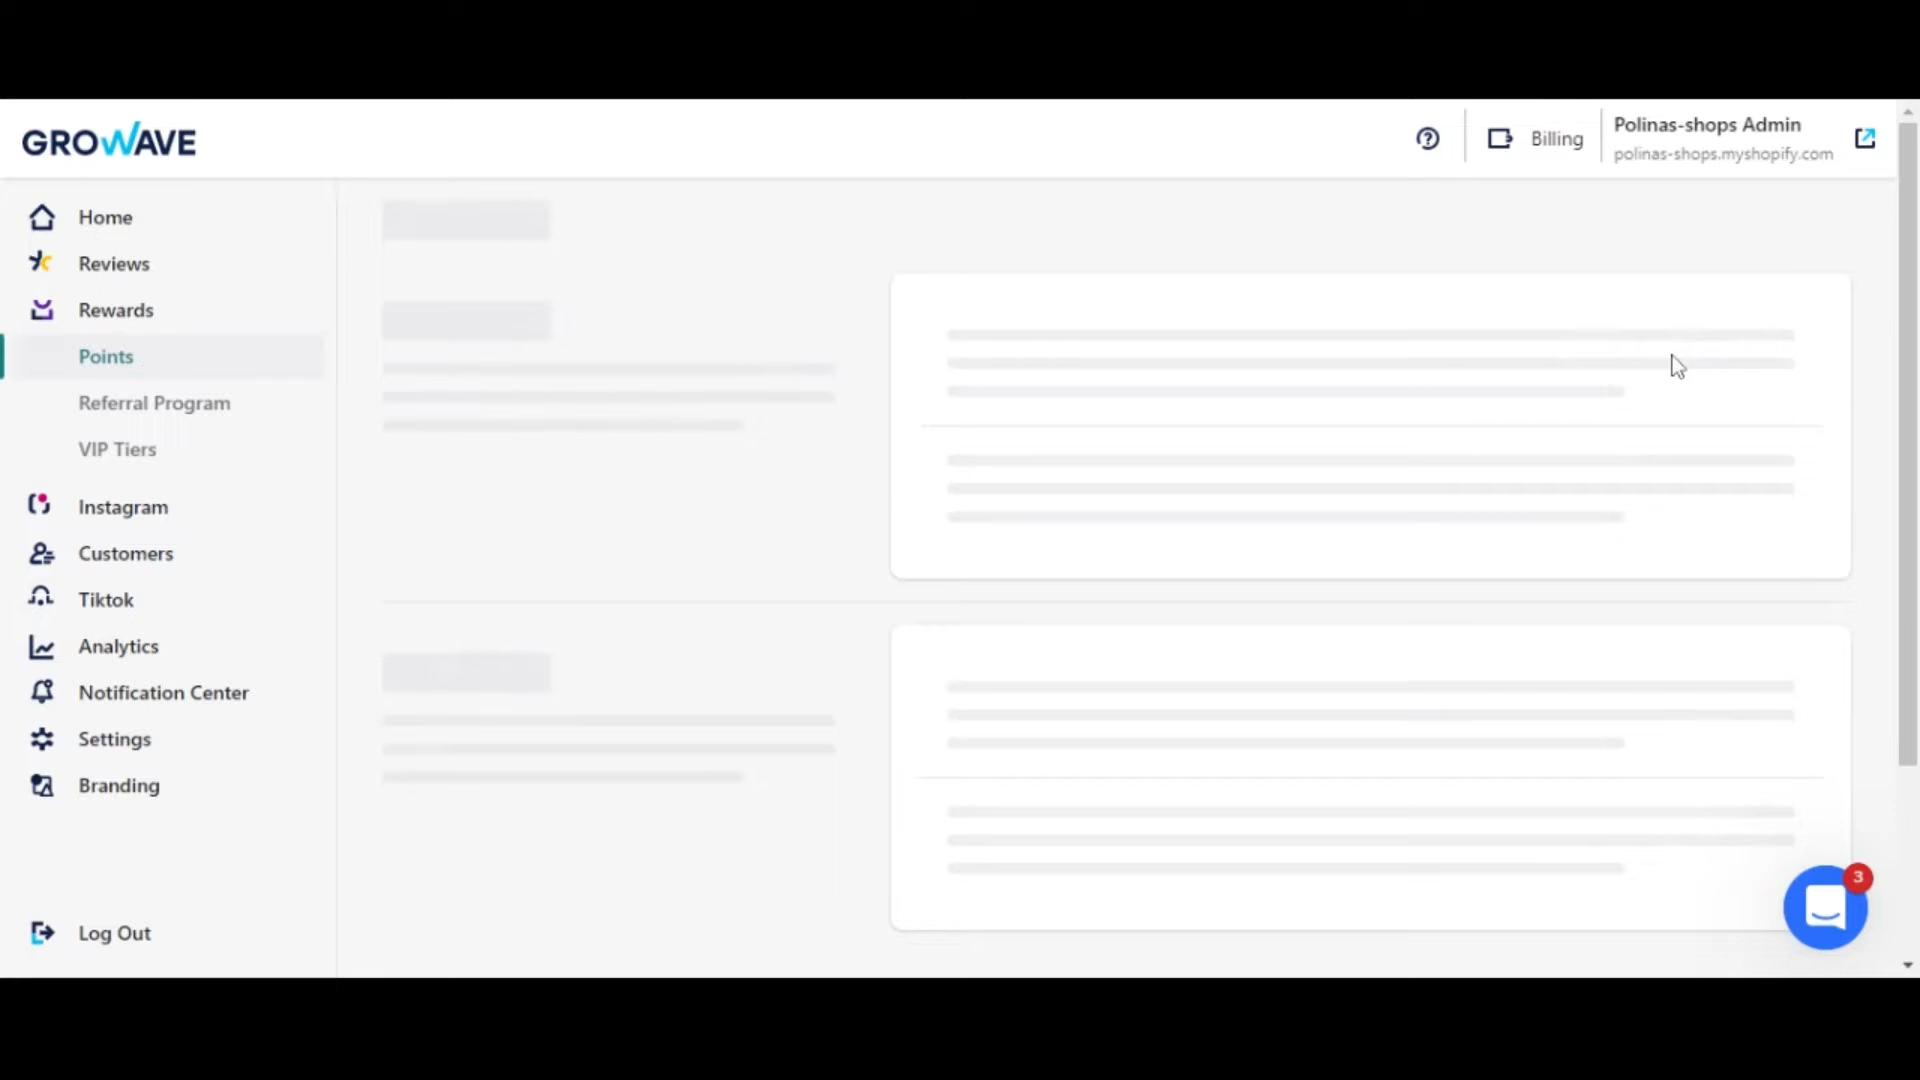 GROWAVE
Billing
Polinas-shops Admin
polinas-shops.myshopify.com
Home
Reviews
Rewards
Points
Referral Program
VIP Tiers
Instagram
Customers
Tiktok
Analytics
Notification Center
Settings
Branding
Log Out
3